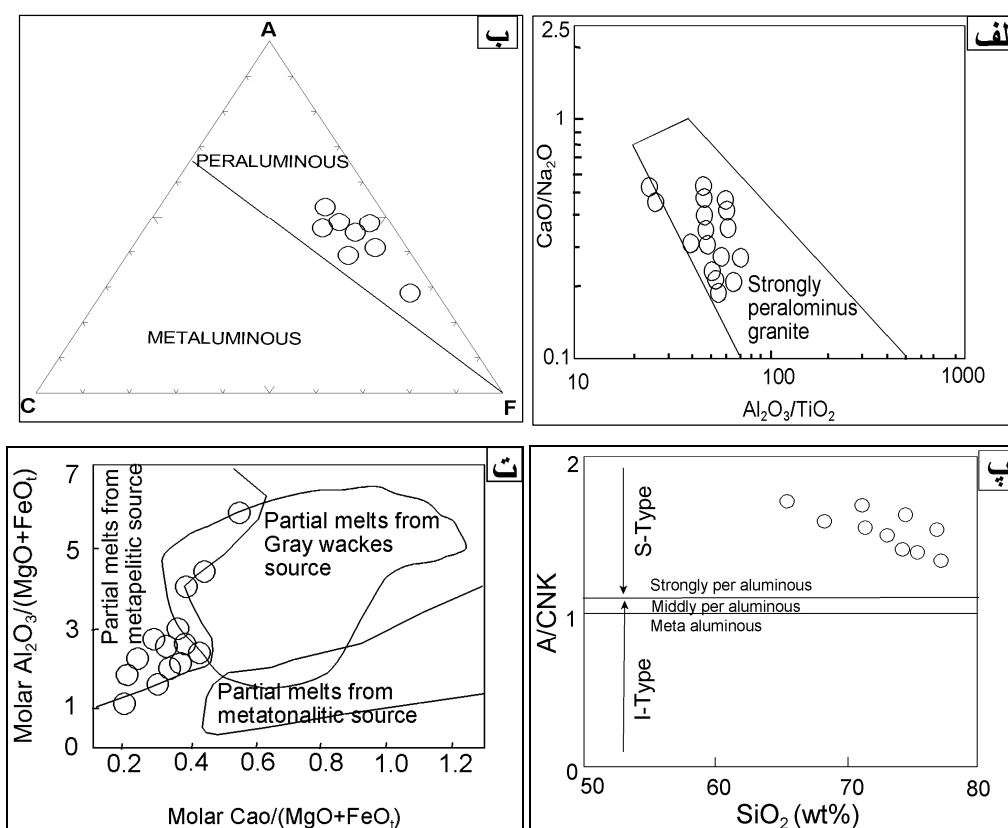 ب
A
PERALUMINOUS
METALUMINOUS
C
F
الف
2.5
1
0.1
CaO/Na₂O
Strongly
peralominus
granite
10
100
1000
Al₂O₃/TiO₂
ت
7
5
3
1
0
Molar Al₂O₃/(MgO+FeOₜ)
Partial melts from
metapelitic source
Partial melts from
Gray wackes
source
Partial melts from
metatonalitic source
0.2
0.4
0.6
0.8
1.0
1.2
Molar Cao/(MgO+FeOₜ)
پ
2
1
0
A/CNK
S-Type
Strongly per aluminous
Middly per aluminous
Meta aluminous
I-Type
50
60
70
80
SiO₂ (wt%)